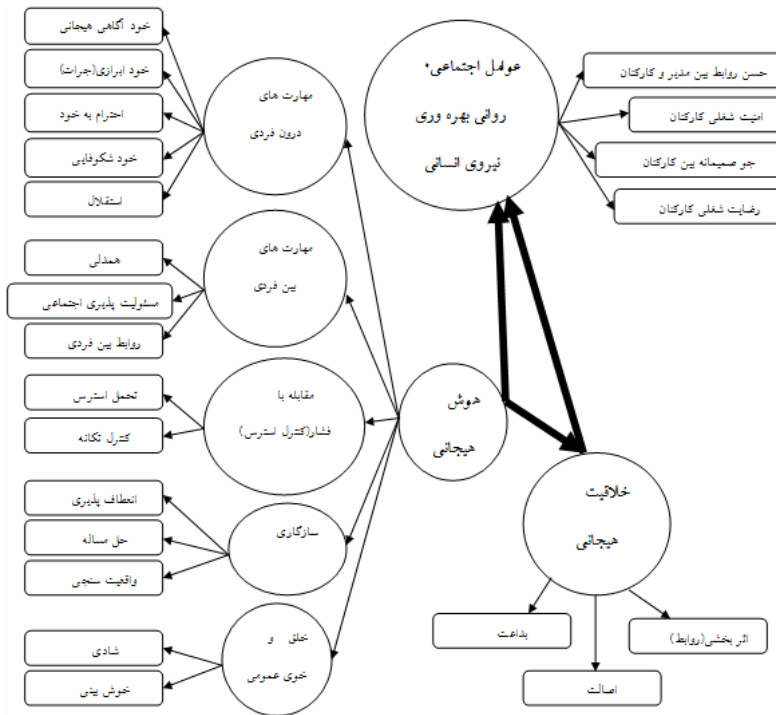 عوامل اجتماعی-
روانی بهره وری
نیروی انسانی
حسن روابط بین مدیر و کارکنان
امنیت شغلی کارکنان
جو صمیمانه بین کارکنان
رضایت شغلی کارکنان
مهارت های
درون فردی
خود آگاهی هیجانی
خود ابرازی(جرات)
احترام به خود
خود شکوفایی
استقلال
مهارت های
بین فردی
همدلی
مسئولیت پذیری اجتماعی
روابط بین فردی
هوش
هیجانی
مقابله با
فشار(کنترل استرس)
تحمل استرس
کنترل تکانه
سازگاری
انعطاف پذیری
حل مساله
واقعیت سنجی
خلق و
خوی عمومی
شادی
خوش بینی
خلاقیت
هیجانی
اثر بخشی(روابط)
بداعت
اصالت